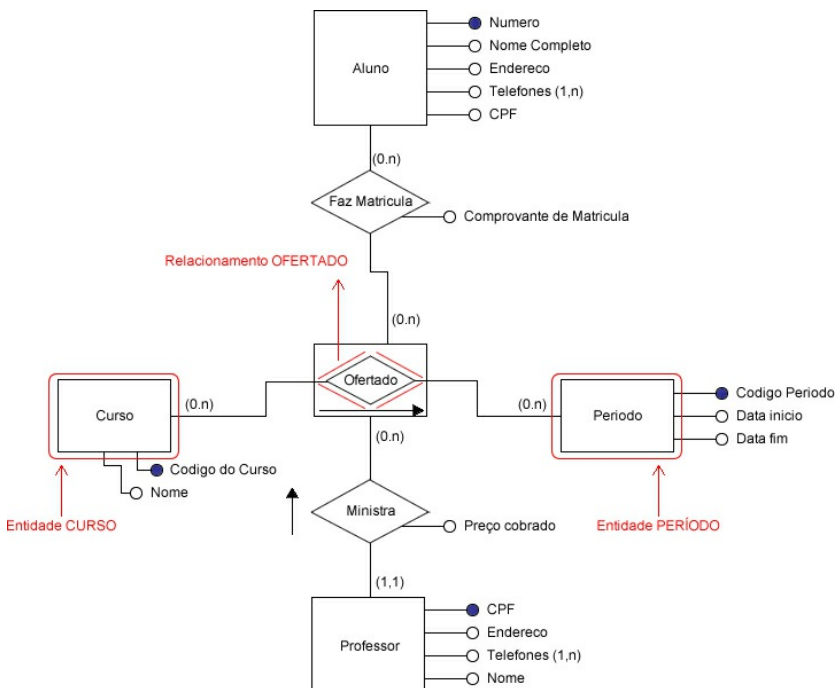 Numero
Nome Completo
Aluno
Endereco
Telefones (1,n)
CPF
(0.n)
Faz Matricula
Comprovante de Matricula
Relacionamento OFERTADO
(0.n)
Ofertado
(0.n)
(0.n)
Curso
Periodo
Codigo Periodo
Data inicio
Data fim
(0.n)
Codigo do Curso
Nome
Entidade CURSO
Ministra
Preço cobrado
Entidade PERÍODO
(1,1)
CPF
Endereco
Professor
Telefones (1,n)
Nome